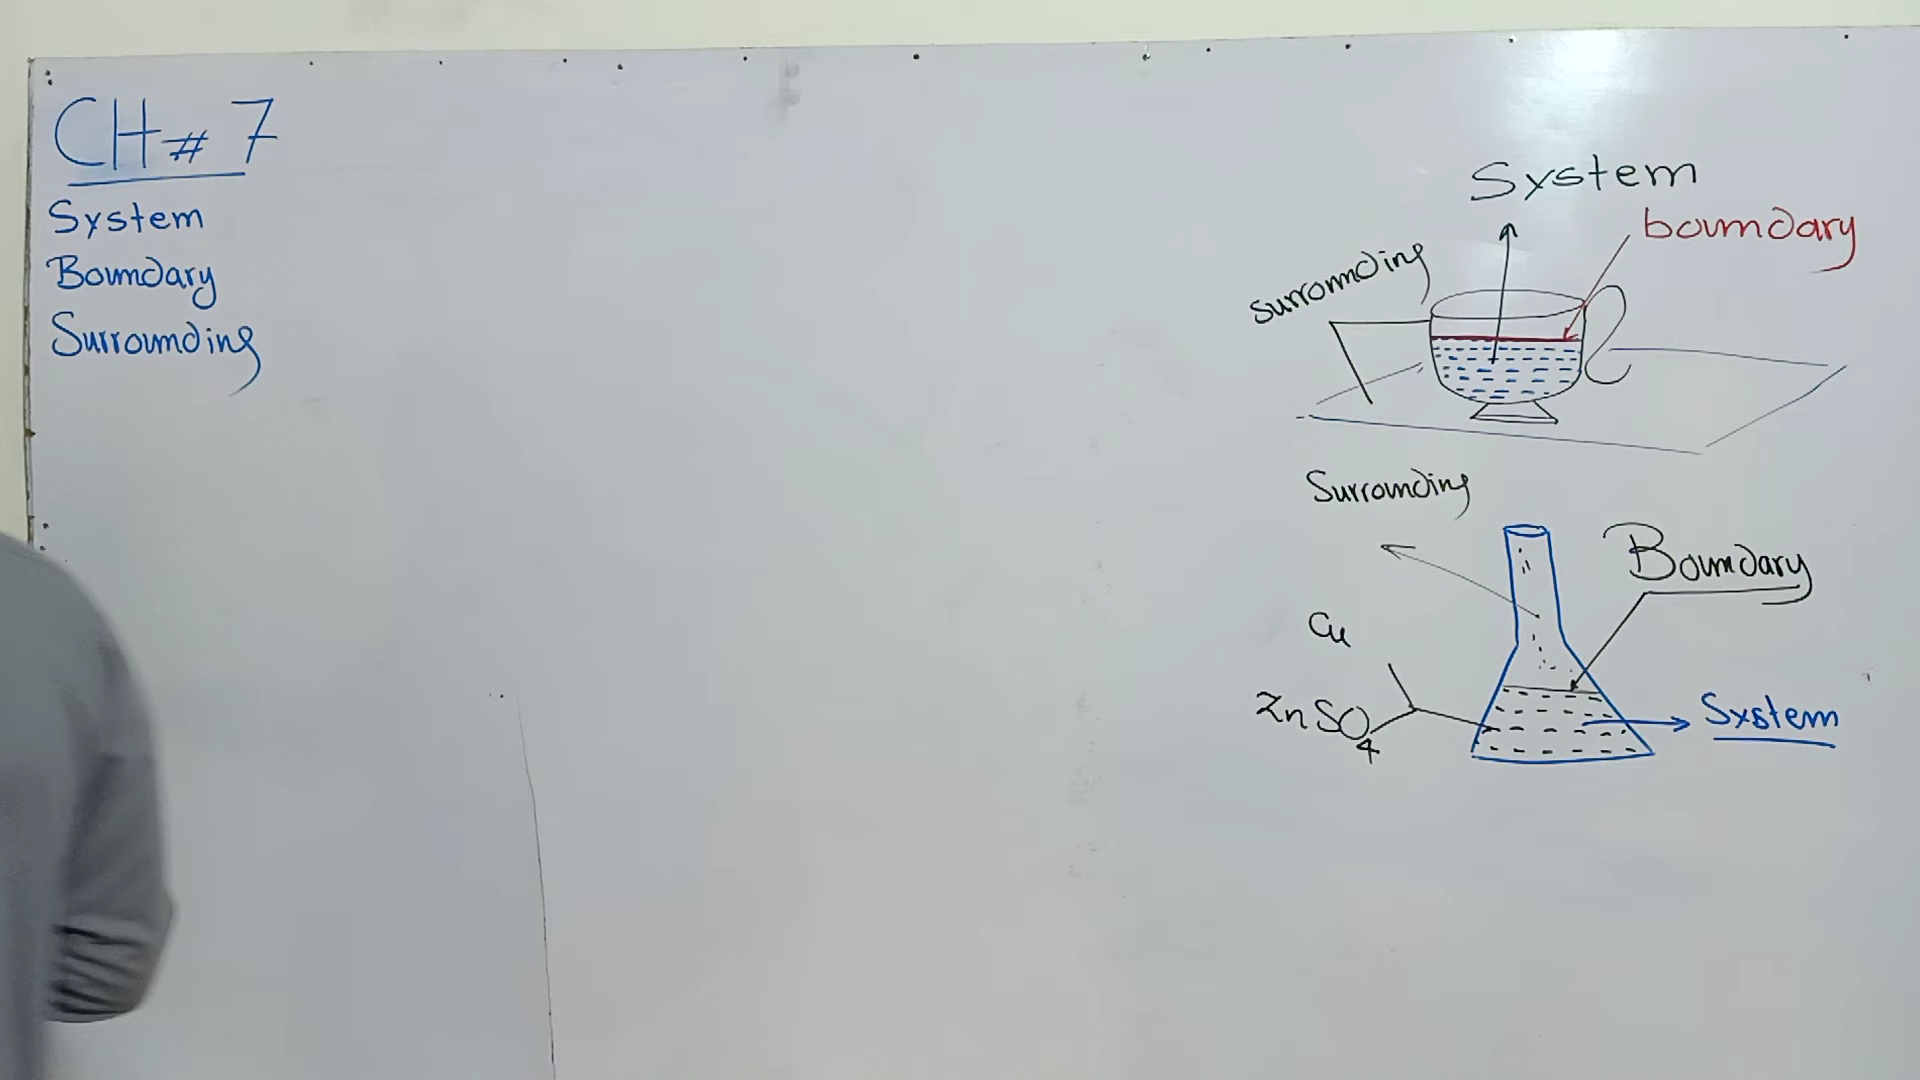 CH# 7
System
Boundary
Surrounding
System
boundary
surrounding
Surrounding
Boundary
Cu
ZnSO4
System